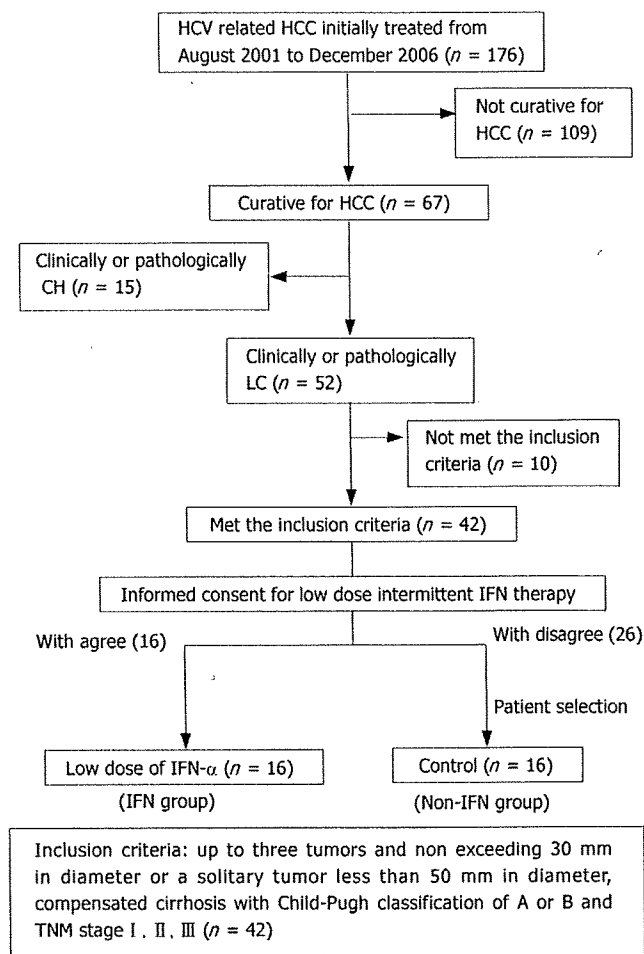 HCV related HCC initially treated from
August 2001 to December 2006 (n = 176)
Not curative for
HCC (n = 109)
Curative for HCC (n = 67)
Clinically or pathologically
CH (n = 15)
Clinically or pathologically
LC (n = 52)
Not met the inclusion
criteria (n = 10)
Met the inclusion criteria (n = 42)
Informed consent for low dose intermittent IFN therapy
With agree (16)
With disagree (26)
Patient selection
Low dose of IFN-α (n = 16)
(IFN group)
Control (n = 16)
(Non-IFN group)
Inclusion criteria: up to three tumors and non exceeding 30 mm
in diameter or a solitary tumor less than 50 mm in diameter,
compensated cirrhosis with Child-Pugh classification of A or B and
TNM stage Ⅰ, Ⅱ, Ⅲ (n = 42)